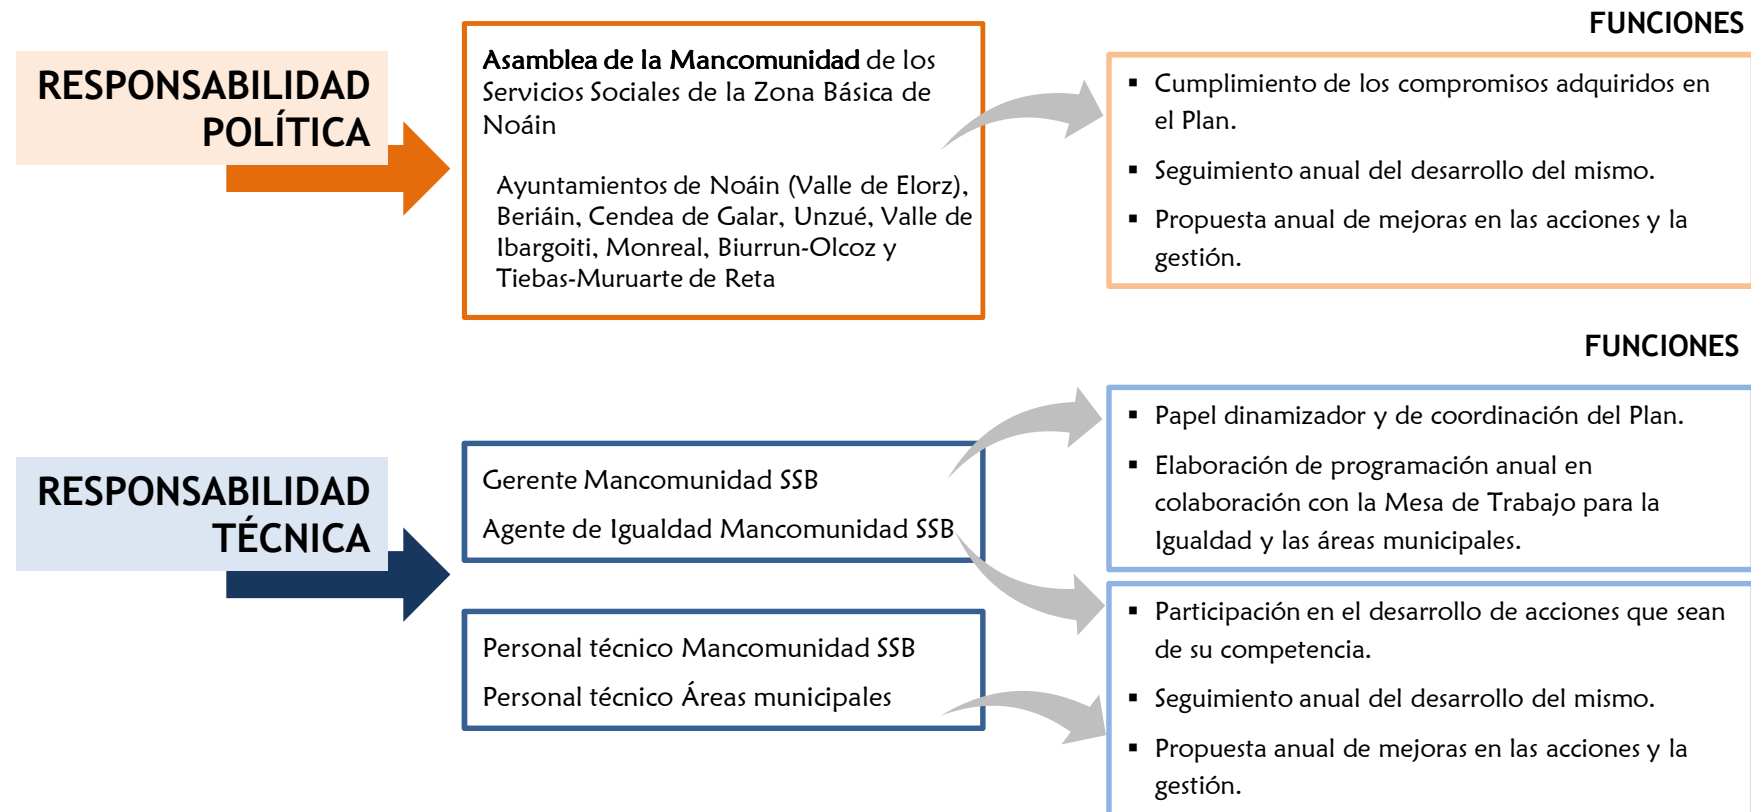 FUNCIONES
RESPONSABILIDAD
POLÍTICA
Asamblea de la Mancomunidad de los
Servicios Sociales de la Zona Básica de
Noáin
Ayuntamientos de Noáin (Valle de Elorz),
Beriáin, Cendea de Galar, Unzué, Valle de
Ibargoiti, Monreal, Biurrun-Olcoz y
Tiebas-Muruarte de Reta
▪ Cumplimiento de los compromisos adquiridos en
el Plan.
▪ Seguimiento anual del desarrollo del mismo.
▪ Propuesta anual de mejoras en las acciones y la
gestión.
FUNCIONES
RESPONSABILIDAD
TÉCNICA
Gerente Mancomunidad SSB
Agente de Igualdad Mancomunidad SSB
Personal técnico Mancomunidad SSB
Personal técnico Áreas municipales
▪ Papel dinamizador y de coordinación del Plan.
▪ Elaboración de programación anual en
colaboración con la Mesa de Trabajo para la
Igualdad y las áreas municipales.
▪ Participación en el desarrollo de acciones que sean
de su competencia.
▪ Seguimiento anual del desarrollo del mismo.
▪ Propuesta anual de mejoras en las acciones y la
gestión.